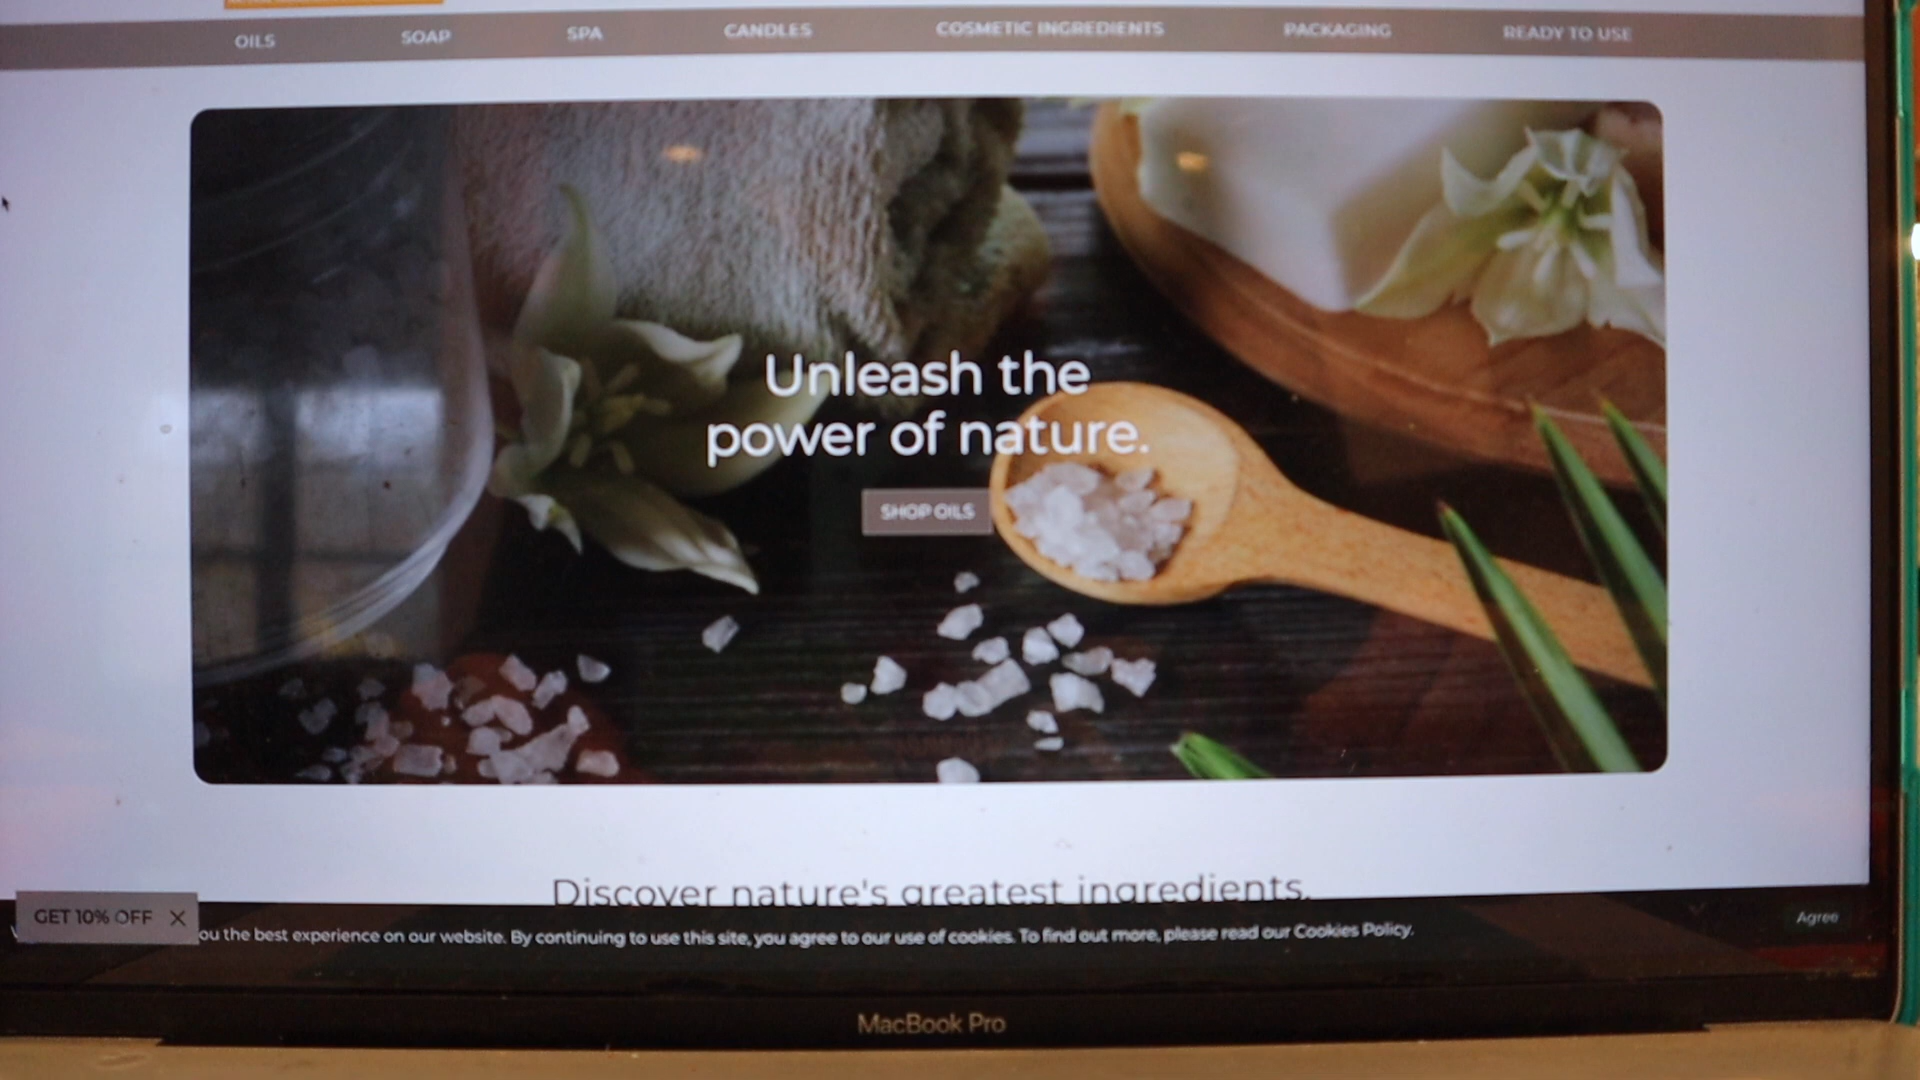 OILS SOAP SPA CANDLES COSMETIC INGREDIENTS PACKAGING READY TO USE
Unleash the
power of nature.
SHOP OILS
Discover nature's greatest ingredients.
GET 10% OFF ×
ou the best experience on our website. By continuing to use this site, you agree to our use of cookies. To find out more, please read our Cookies Policy.
Agree
MacBook Pro